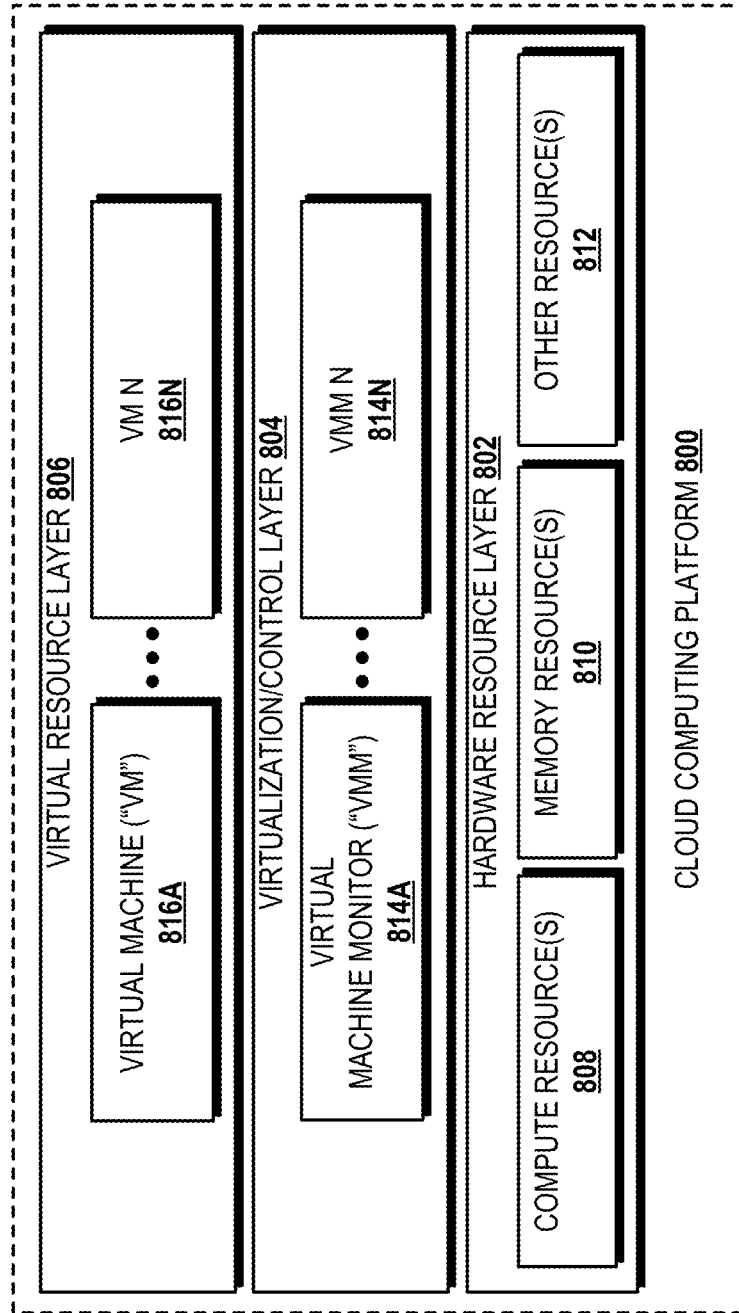 VIRTUAL RESOURCE LAYER 806
VIRTUAL MACHINE (“VM”)
816A
VM N
816N
VIRTUALIZATION/CONTROL LAYER 804
VIRTUAL
MACHINE MONITOR (“VMM”)
814A
VMM N
814N
HARDWARE RESOURCE LAYER 802
COMPUTE RESOURCE(S)
808
MEMORY RESOURCE(S)
810
OTHER RESOURCE(S)
812
CLOUD COMPUTING PLATFORM 800